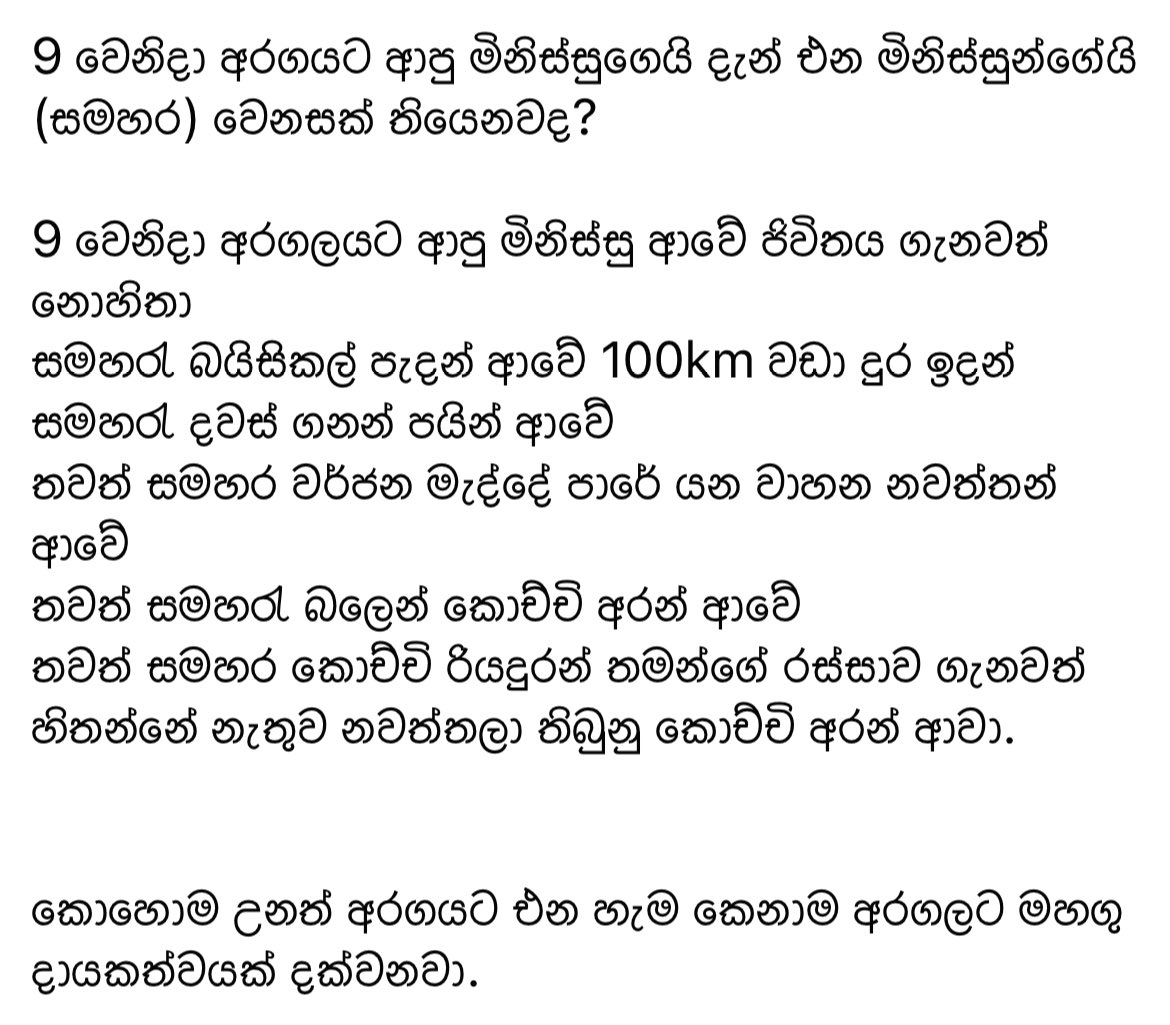 9 වෙනිදා අරගයට ආපු මිනිස්සුගෙයි දැන් එන මිනිස්සුන්ගේයි
(සමහර) වෙනසක් තියෙනවද?
9 වෙනිදා අරගලයට ආපු මිනිස්සු ආවේ ජිවිතය ගැනවත්
නොහිතා
සමහරැ බයිසිකල් පැදන් ආවේ 100km වඩා දුර ඉදන්
සමහරැ දවස් ගනන් පයින් ආවේ
තවත් සමහර වර්ජන මැද්දේ පාරේ යන වාහන නවත්තන්
ආවේ
තවත් සමහරැ බලෙන් කොච්චි අරන් ආවේ
තවත් සමහර කොච්චි රියදුරන් තමන්ගේ රස්සාව ගැනවත්
හිතන්නේ නැතුව නවත්තලා තිබුනු කොච්චි අරන් ආවා.
කොහොම උනත් අරගයට එන හැම කෙනාම අරගලට මහගු
දායකත්වයක් දක්වනවා.